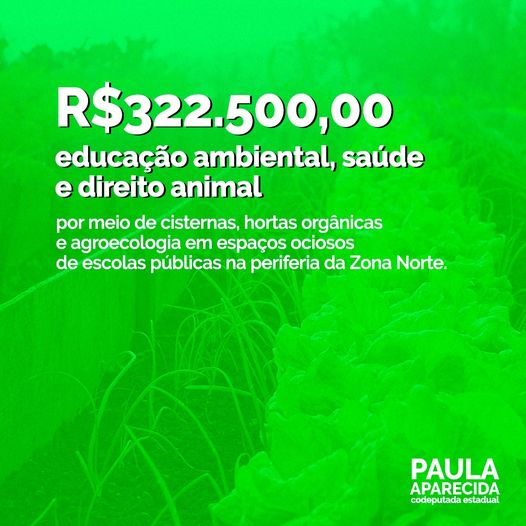 R$322.500,00
educação ambiental, saúde
e direito animal
por meio de cisternas, hortas orgânicas
e agroecologia em espaços ociosos
de escolas públicas na periferia da Zona Norte.
PAULA
APARECIDA
codeputada estadual